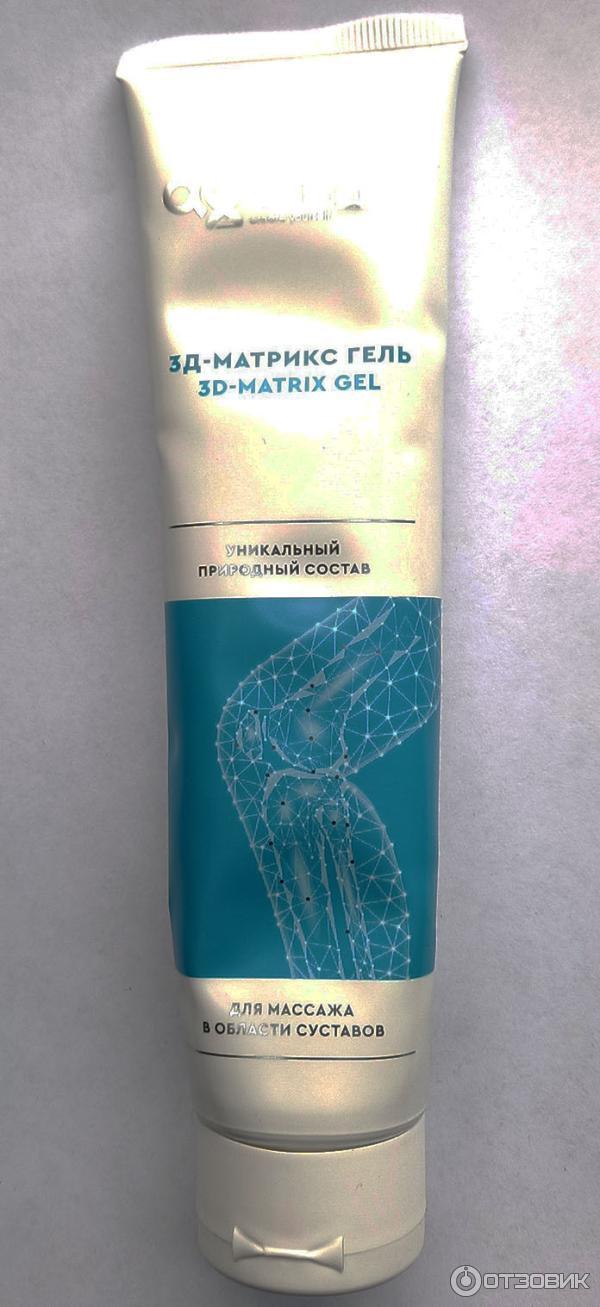 3Д-МАТРИКС ГЕЛЬ
3D-MATRIX GEL
УНИКАЛЬНЫЙ
ПРИРОДНЫЙ СОСТАВ
ДЛЯ МАССАЖА
В ОБЛАСТИ СУСТАВОВ
ОТЗОВИК